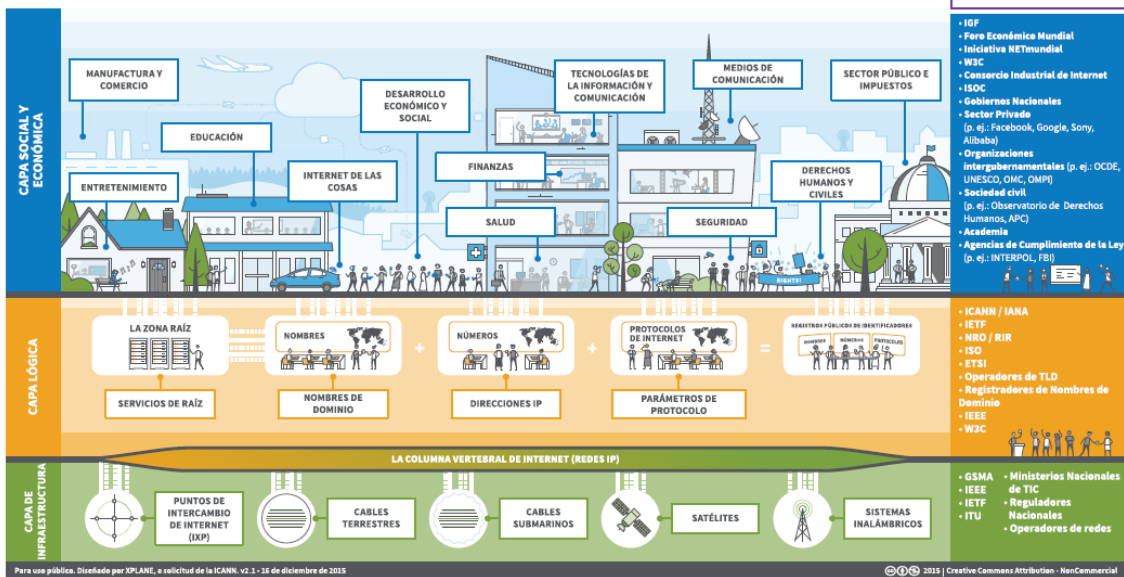 CAPA SOCIAL Y
ECONÓMICA
MANUFACTURA Y
COMERCIO
EDUCACIÓN
ENTRETENIMIENTO
INTERNET DE LAS
COSAS
DESARROLLO
ECONÓMICO Y
SOCIAL
FINANZAS
SALUD
TECNOLOGÍAS DE
LA INFORMACIÓN Y
COMUNICACIÓN
MEDIOS DE
COMUNICACIÓN
SEGURIDAD
SECTOR PÚBLICO E
IMPUESTOS
DERECHOS
HUMANOS Y
CIVILES
RIGHTS!
• IGF
• Foro Económico Mundial
• Iniciativa NETmundial
• W3C
• Consorcio Industrial de Internet
• ISOC
• Gobiernos Nacionales
• Sector Privado
(p. ej.: Facebook, Google, Sony,
Alibaba)
• Organizaciones
intergubernamentales (p. ej.: OCDE,
UNESCO, OMC, OMPI)
• Sociedad civil
(p. ej.: Observatorio de Derechos
Humanos, APC)
• Academia
• Agencias de Cumplimiento de la Ley
(p. ej.: INTERPOL, FBI)
CAPA LÓGICA
LA ZONA RAÍZ
SERVICIOS DE RAÍZ
NOMBRES
NOMBRES DE
DOMINIO
+
NÚMEROS
DIRECCIONES IP
+
PROTOCOLOS
DE INTERNET
PARÁMETROS DE
PROTOCOLO
=
REGISTROS PÚBLICOS DE IDENTIFICADORES
NOMBRES NÚMEROS PROTOCOLOS
• ICANN / IANA
• IETF
• NRO / RIR
• ISO
• ETSI
• Operadores de TLD
• Registradores de Nombres de
Dominio
• IEEE
• W3C
LA COLUMNA VERTEBRAL DE INTERNET (REDES IP)
CAPA DE
INFRAESTRUCTURA
PUNTOS DE
INTERCAMBIO
DE INTERNET
(IXP)
CABLES
TERRESTRES
CABLES
SUBMARINOS
SATÉLITES
SISTEMAS
INALÁMBRICOS
• GSMA
• IEEE
• IETF
• ITU
• Ministerios Nacionales
de TIC
• Reguladores
Nacionales
• Operadores de redes
Para uso público. Diseñado por XPLANE, a solicitud de la ICANN. v2.1 • 16 de diciembre de 2015
2015 | Creative Commons Attribution - NonCommercial